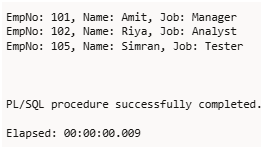 EmpNo: 101, Name: Amit, Job: Manager
EmpNo: 102, Name: Riya, Job: Analyst
EmpNo: 105, Name: Simran, Job: Tester
PL/SQL procedure successfully completed.
Elapsed: 00:00:00.009